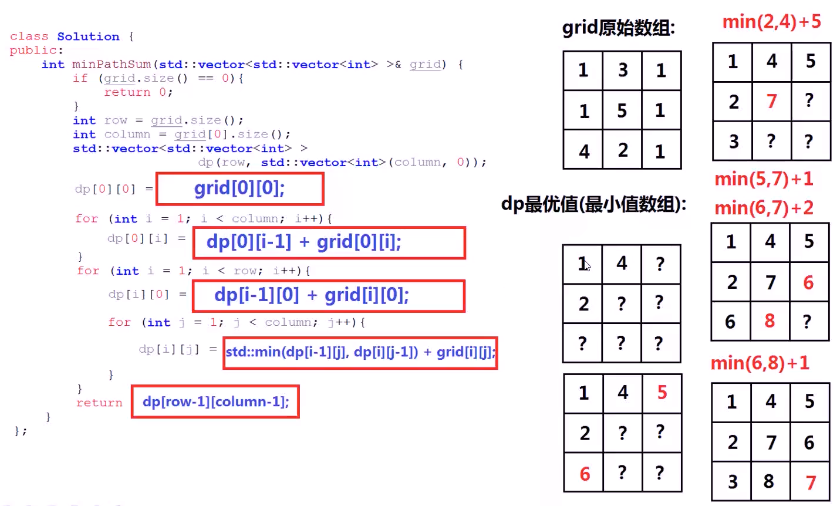 class Solution {
public:
int minPathSum(std::vector<std::vector<int> >& grid) {
if (grid.size() == 0){
return 0;
}
int row = grid.size();
int column = grid[0].size();
std::vector<std::vector<int> >
dp(row, std::vector<int>(column, 0));
dp[0][0] = grid[0][0];
for (int i = 1; i < column; i++){
dp[0][i] = dp[0][i-1] + grid[0][i];
}
for (int i = 1; i < row; i++){
dp[i][0] = dp[i-1][0] + grid[i][0];
for (int j = 1; j < column; j++){
dp[i][j] = std::min(dp[i-1][j], dp[i][j-1]) + grid[i][j];
}
}
return dp[row-1][column-1];
}
};
grid原始数组:
1 3 1
1 5 1
4 2 1
dp最优值(最小值数组):
1 4 ?
2 ? ?
? ? ?
1 4 5
2 ? ?
6 ? ?
min(2,4)+5
1 4 5
2 7 ?
3 ? ?
min(5,7)+1
min(6,7)+2
1 4 5
2 7 6
6 8 ?
min(6,8)+1
1 4 5
2 7 6
3 8 7